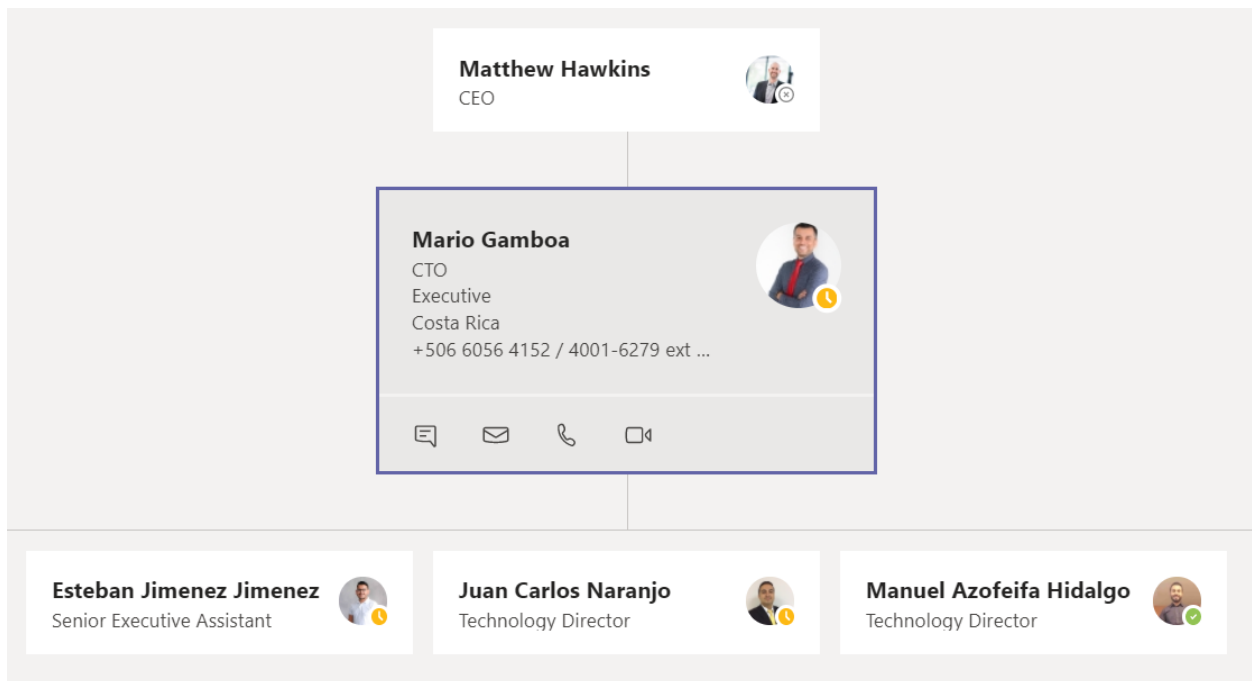 Matthew Hawkins
CEO
Mario Gamboa
CTO
Executive
Costa Rica
+506 6056 4152 / 4001-6279 ext ...
Esteban Jimenez Jimenez
Senior Executive Assistant
Juan Carlos Naranjo
Technology Director
Manuel Azofeifa Hidalgo
Technology Director